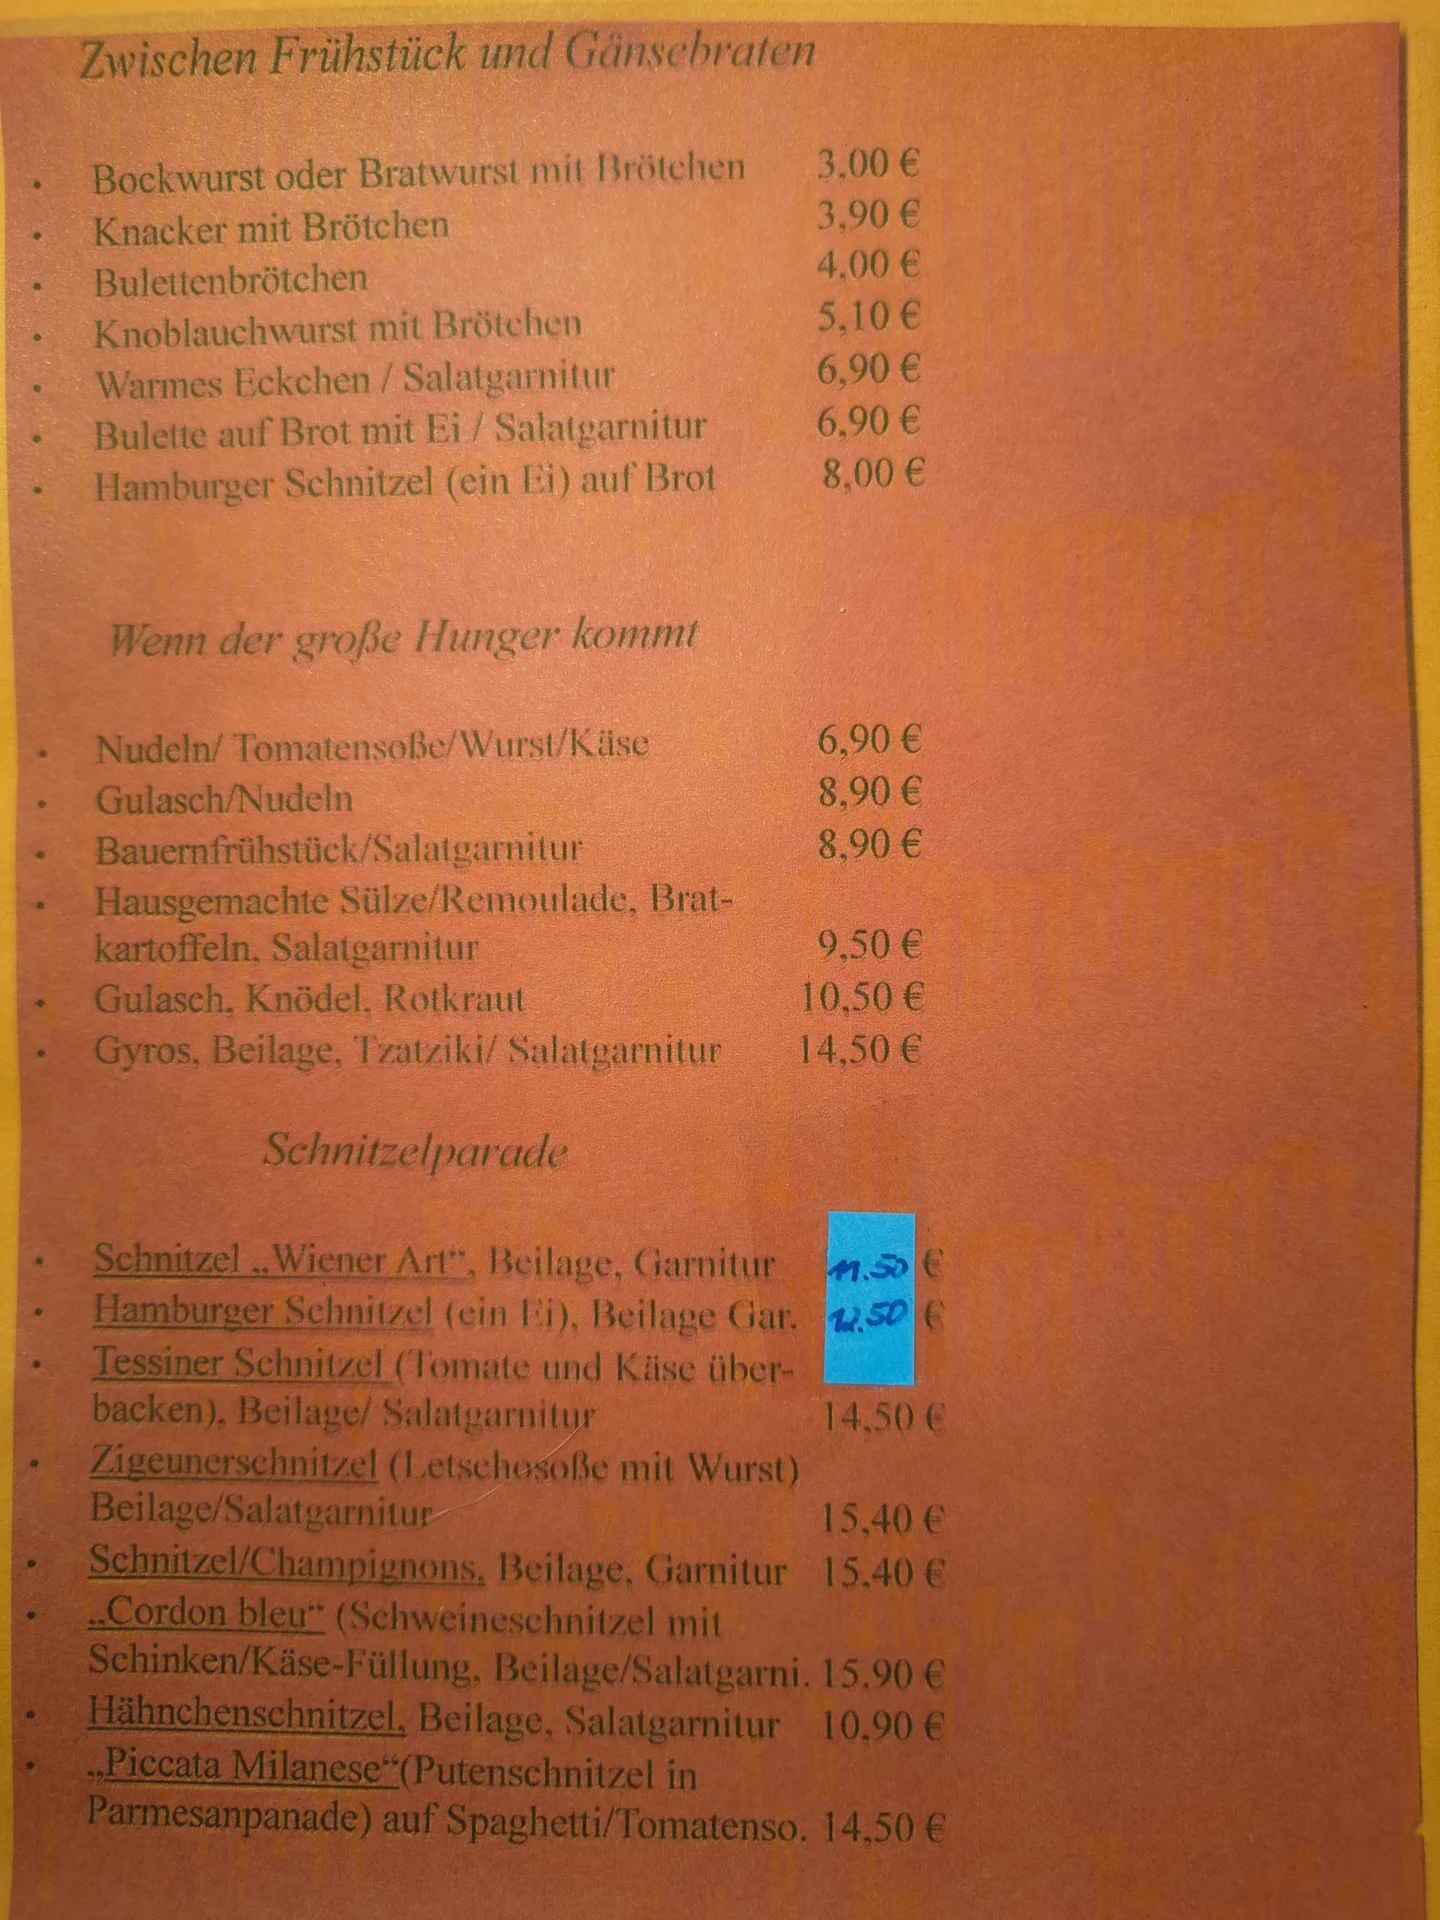 Zwischen Frühstück und Gänsebraten
• Bockwurst oder Bratwurst mit Brötchen 3,00 €
• Knacker mit Brötchen 3,90 €
• Bulettenbrötchen 4,00 €
• Knoblauchwurst mit Brötchen 5,10 €
• Warmes Eckchen / Salatgarnitur 6,90 €
• Bulette auf Brot mit Ei / Salatgarnitur 6,90 €
• Hamburger Schnitzel (ein Ei) auf Brot 8,00 €
Wenn der große Hunger kommt
• Nudeln/ Tomatensoße/Wurst/Käse 6,90 €
• Gulasch/Nudeln 8,90 €
• Bauernfrühstück/Salatgarnitur 8,90 €
• Hausgemachte Sülze/Remoulade, Brat-
kartoffeln, Salatgarnitur 9,50 €
• Gulasch, Knödel, Rotkraut 10,50 €
• Gyros, Beilage, Tzatziki/ Salatgarnitur 14,50 €
Schnitzelparade
• Schnitzel „Wiener Art“, Beilage, Garnitur 11.50 €
• Hamburger Schnitzel (ein Ei), Beilage Gar. 12.50 €
• Tessiner Schnitzel (Tomate und Käse über-
backen), Beilage/ Salatgarnitur 14,50 €
• Zigeunerschnitzel (Letschosoße mit Wurst)
Beilage/Salatgarnitur 15,40 €
• Schnitzel/Champignons, Beilage, Garnitur 15,40 €
• „Cordon bleu“ (Schweineschnitzel mit
Schinken/Käse-Füllung, Beilage/Salatgarni. 15,90 €
• Hähnchenschnitzel, Beilage, Salatgarnitur 10,90 €
• „Piccata Milanese“(Putenschnitzel in
Parmesanpanade) auf Spaghetti/Tomatenso. 14,50 €